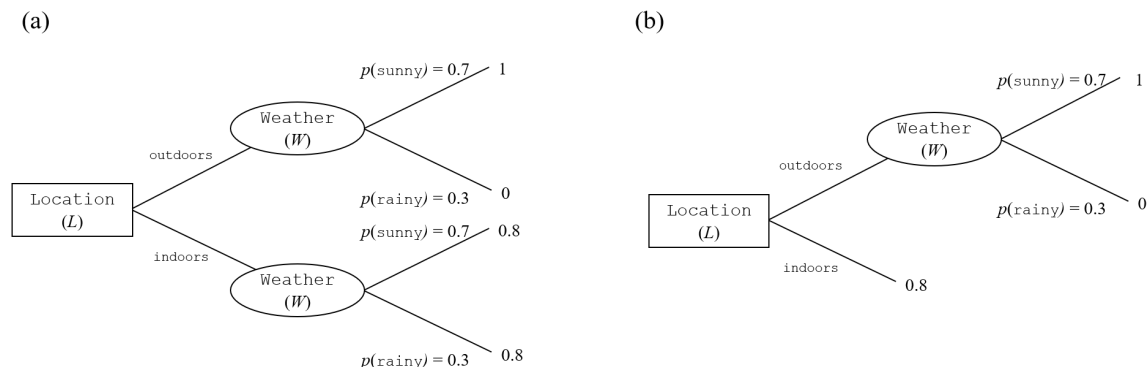 (a)
p(sunny) = 0.7 1
Weather
(W)
outdoors
p(rainy) = 0.3 0
Location
(L)
p(sunny) = 0.7 0.8
indoors
Weather
(W)
p(rainy) = 0.3 0.8
(b)
p(sunny) = 0.7 1
Weather
(W)
outdoors
p(rainy) = 0.3 0
Location
(L)
indoors
0.8